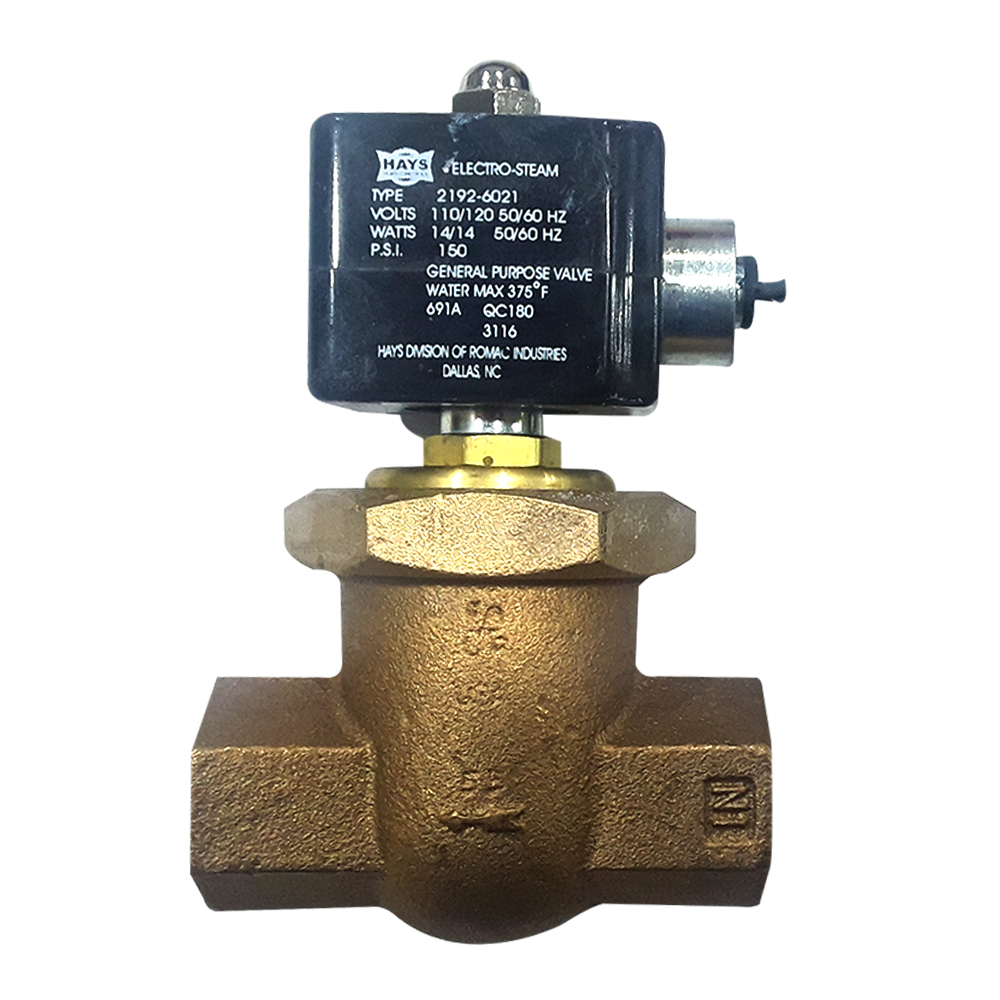 HAYS
ELECTRO-STEAM
TYPE 2192-6021
VOLTS 110/120 50/60 HZ
WATTS 14/14 50/60 HZ
P.S.I. 150
GENERAL PURPOSE VALVE
WATER MAX 375°F
691A QC180
3116
HAYS DIVISION OF ROMAC INDUSTRIES
DALLAS, NC
IN